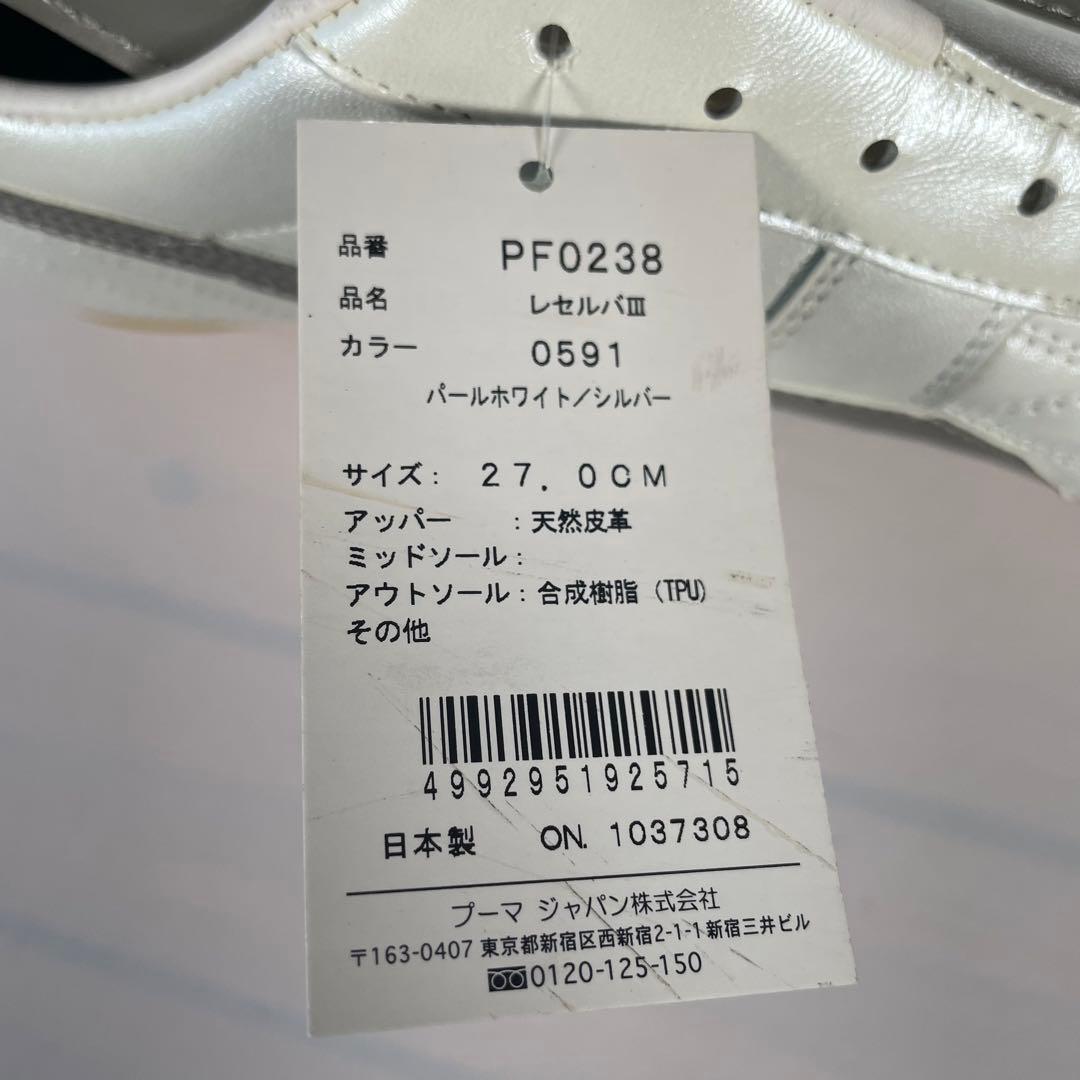 品番 PF0238
品名 レセルバⅢ
カラー 0591
パールホワイト／シルバー
サイズ： 27.0CM
アッパー ：天然皮革
ミッドソール：
アウトソール：合成樹脂（TPU）
その他
4992951925715
日本製 ON. 1037308
プーマ ジャパン株式会社
〒163-0407 東京都新宿区西新宿2-1-1新宿三井ビル
0120-125-150